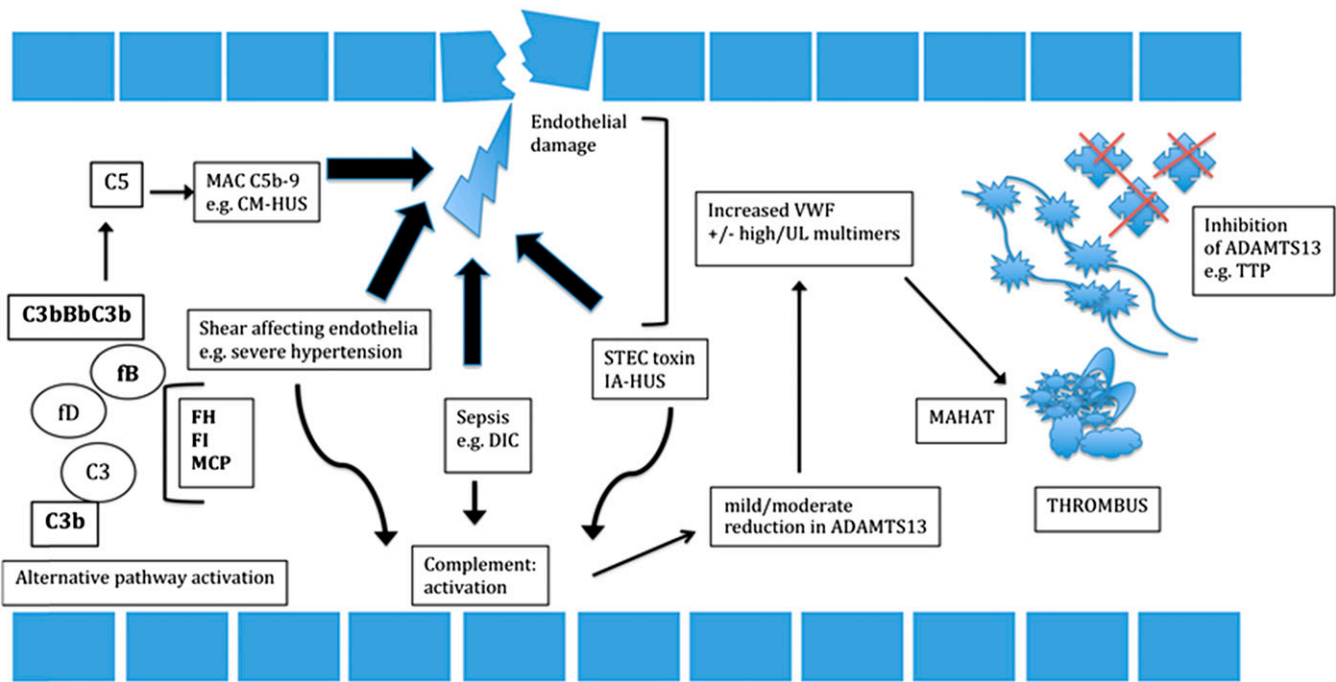 Endothelial
damage
C5
MAC C5b-9
e.g. CM-HUS
Increased VWF
+/- high/UL multimers
Inhibition
of ADAMTS13
e.g. TTP
C3bBbC3b
Shear affecting endothelia
e.g. severe hypertension
STEC toxin
IA-HUS
fB
fD
FH
FI
MCP
Sepsis
e.g. DIC
MAHAT
C3
C3b
mild/moderate
reduction in ADAMTS13
THROMBUS
Alternative pathway activation
Complement:
activation